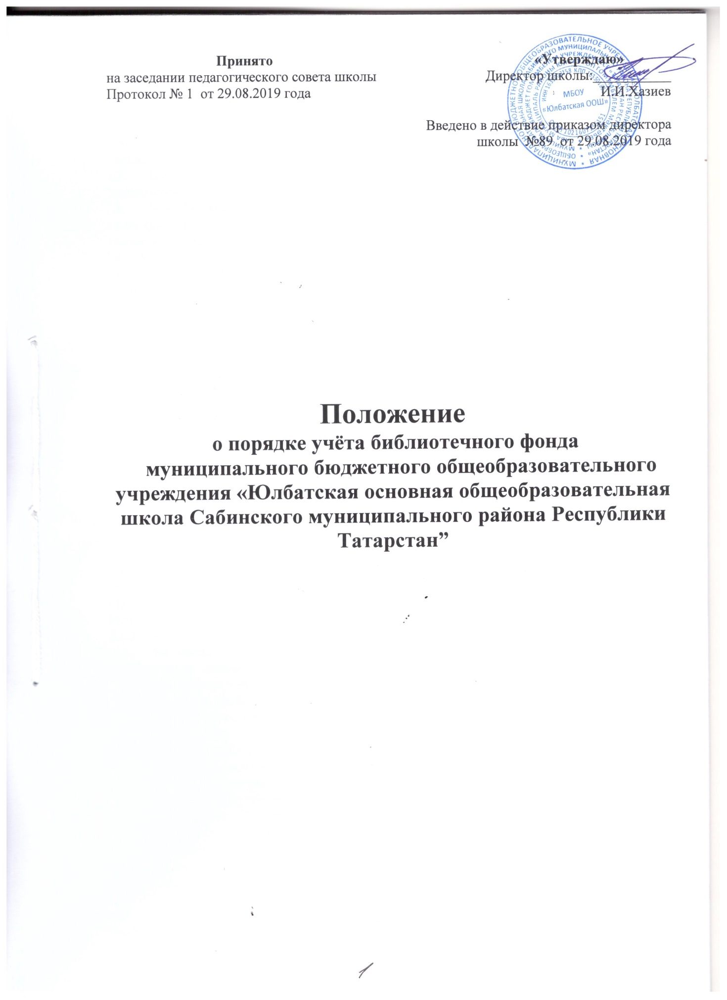 Принято
на заседании педагогического совета школы
Протокол № 1 от 29.08.2019 года
«Утверждаю»
Директор школы:____________
И.И.Хазиев
Введено в действие приказом директора
школы №89 от 29.08.2019 года
МБОУ
«Юлбатская ООШ»
Положение
о порядке учёта библиотечного фонда
муниципального бюджетного общеобразовательного
учреждения «Юлбатская основная общеобразовательная
школа Сабинского муниципального района Республики
Татарстан”
1